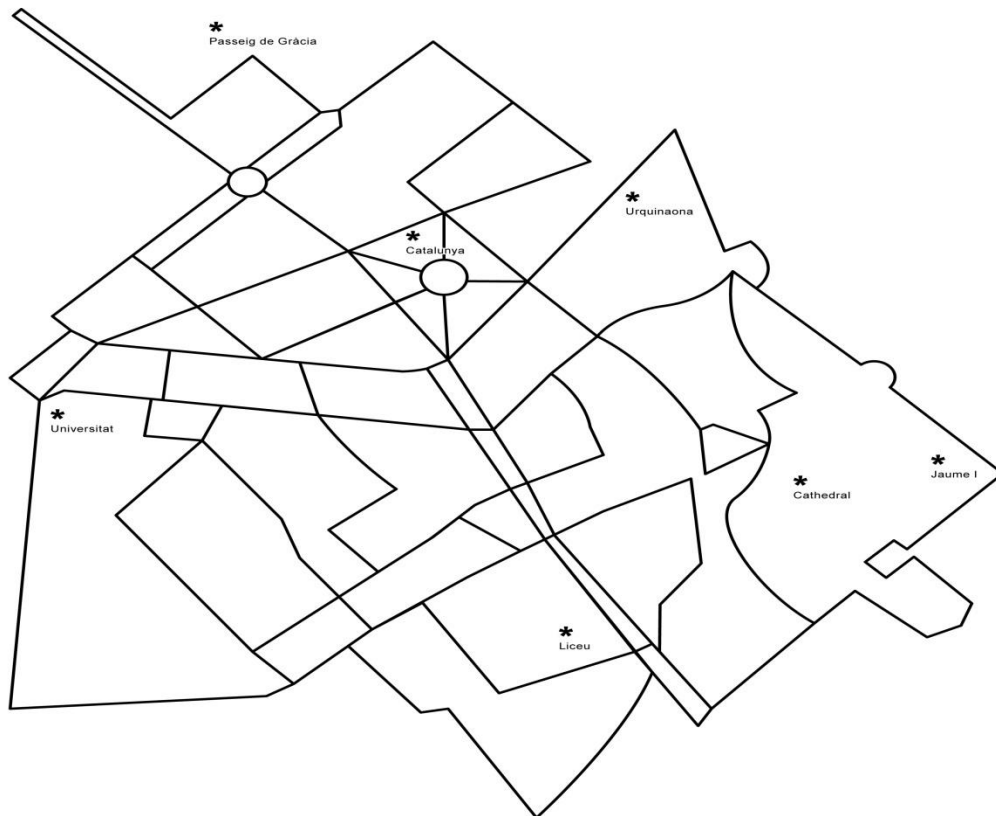 * Passeig de Gràcia
* Urquinaona
* Catalunya
* Universitat
* Jaume I
* Cathedral
* Liceu